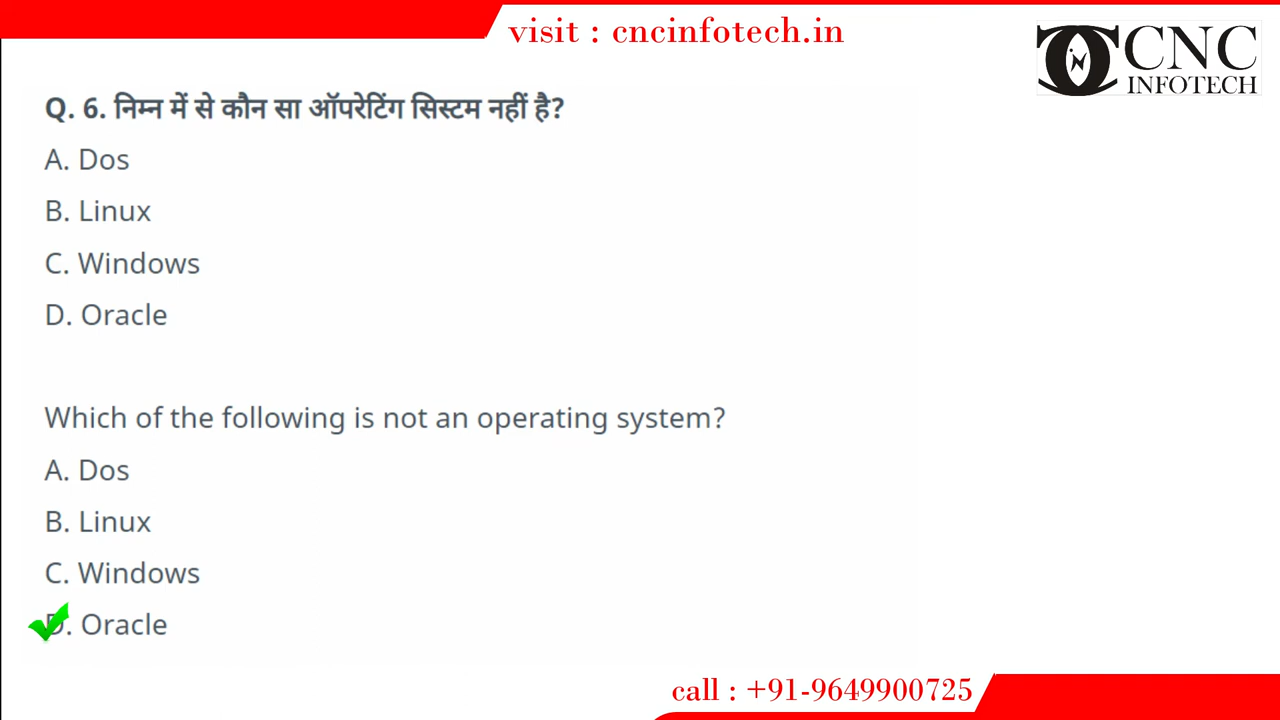 visit : cncinfotech.in
CNC
INFOTECH
Q. 6. निम्न में से कौन सा ऑपरेटिंग सिस्टम नहीं है?
A. Dos
B. Linux
C. Windows
D. Oracle
Which of the following is not an operating system?
A. Dos
B. Linux
C. Windows
D. Oracle
call : +91-9649900725